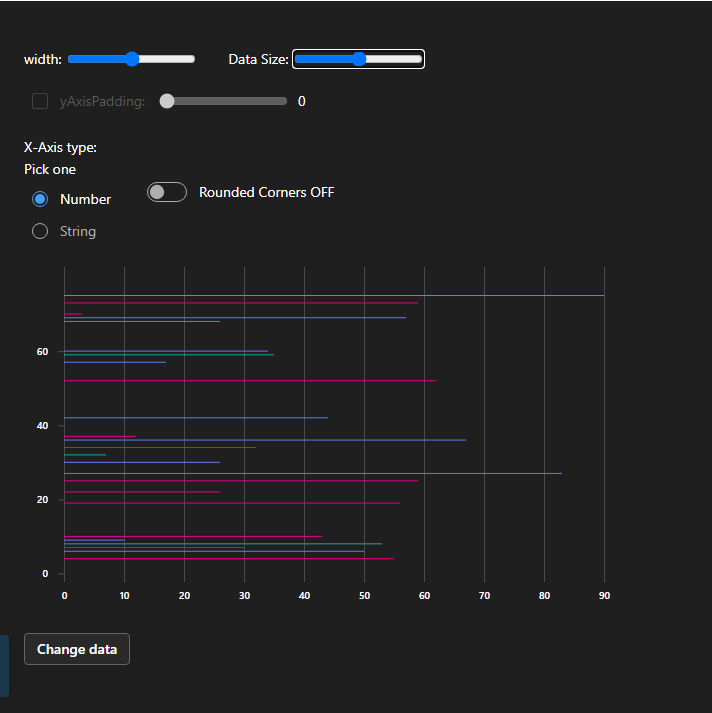 width: Data Size:
yAxisPadding: 0
X-Axis type:
Pick one
Number Rounded Corners OFF
String
60
40
20
0
0 10 20 30 40 50 60 70 80 90
Change data